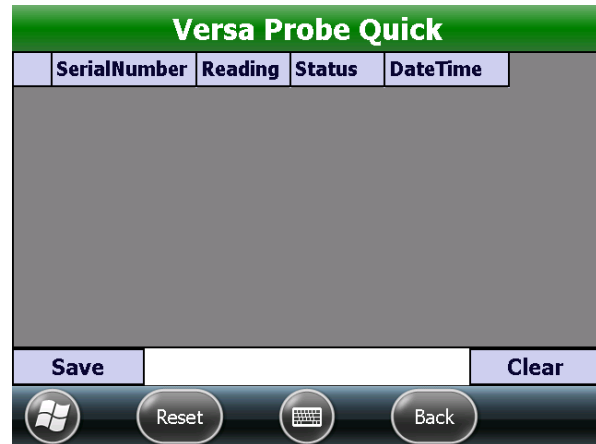 Versa Probe Quick
SerialNumber Reading Status DateTime
Save Clear
Reset Back